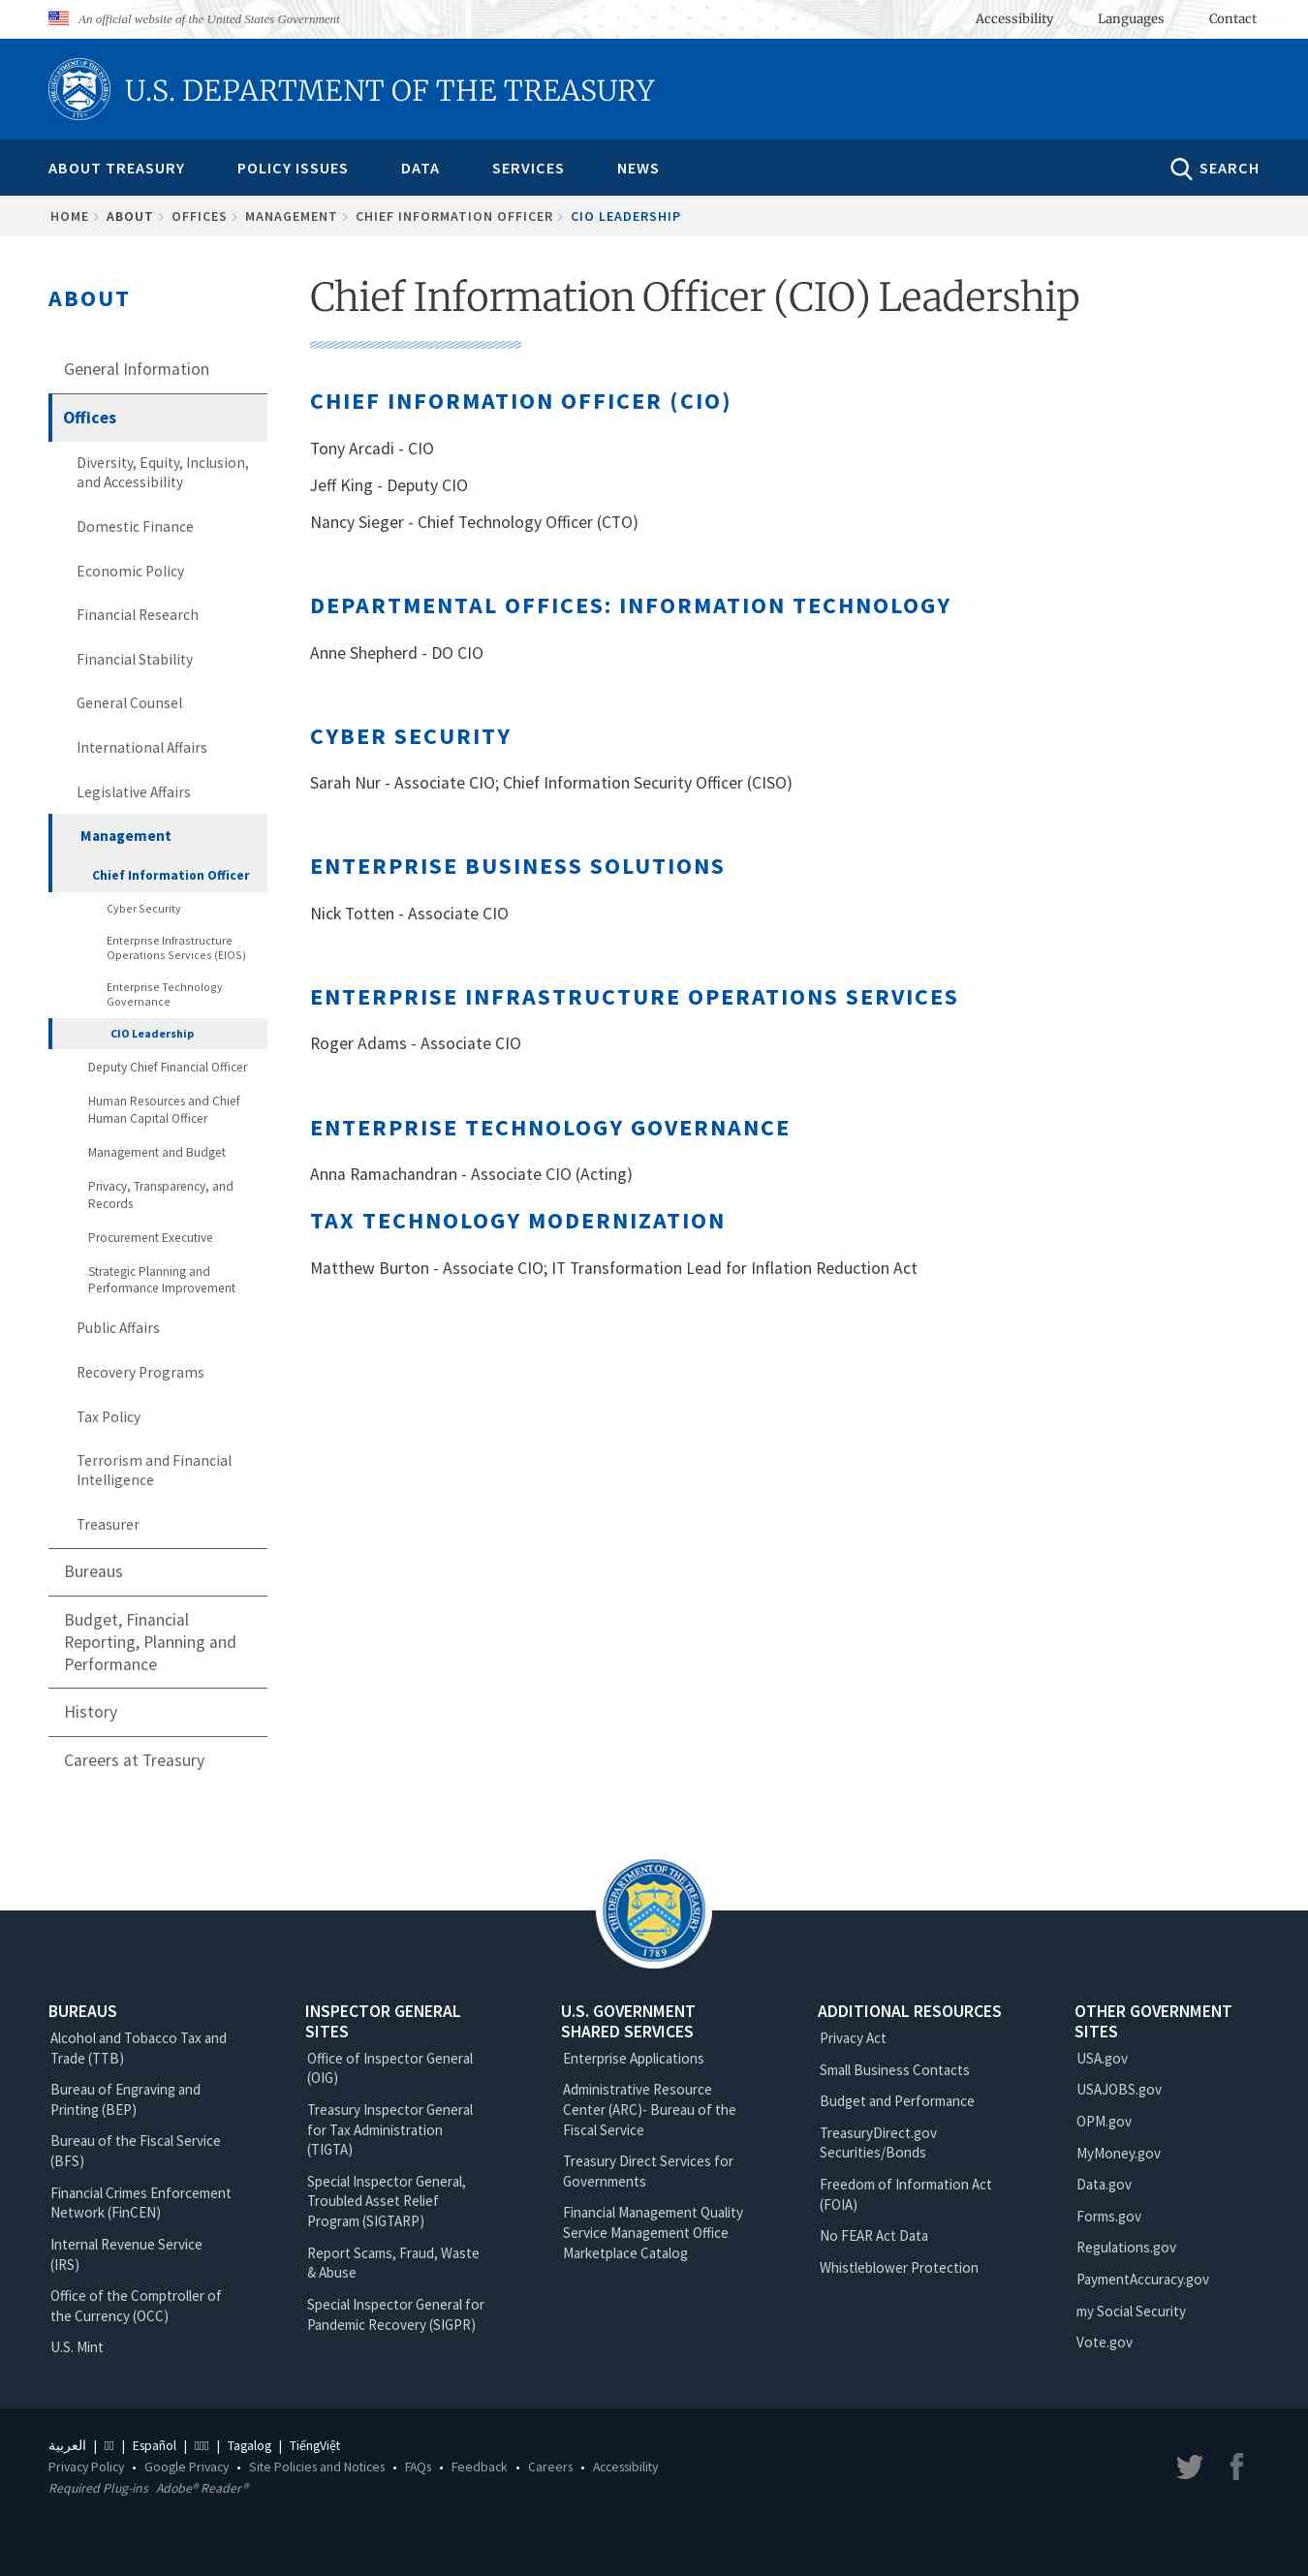 An official website of the United States Government
Accessibility Languages Contact
U.S. DEPARTMENT OF THE TREASURY
ABOUT TREASURY POLICY ISSUES DATA SERVICES NEWS SEARCH
HOME ABOUT OFFICES MANAGEMENT CHIEF INFORMATION OFFICER CIO LEADERSHIP
ABOUT
General Information
Offices
Diversity, Equity, Inclusion,
and Accessibility
Domestic Finance
Economic Policy
Financial Research
Financial Stability
General Counsel
International Affairs
Legislative Affairs
Management
Chief Information Officer
Cyber Security
Enterprise Infrastructure
Operations Services (EIOS)
Enterprise Technology
Governance
CIO Leadership
Deputy Chief Financial Officer
Human Resources and Chief
Human Capital Officer
Management and Budget
Privacy, Transparency, and
Records
Procurement Executive
Strategic Planning and
Performance Improvement
Public Affairs
Recovery Programs
Tax Policy
Terrorism and Financial
Intelligence
Treasurer
Bureaus
Budget, Financial
Reporting, Planning and
Performance
History
Careers at Treasury
Chief Information Officer (CIO) Leadership
CHIEF INFORMATION OFFICER (CIO)
Tony Arcadi - CIO
Jeff King - Deputy CIO
Nancy Sieger - Chief Technology Officer (CTO)
DEPARTMENTAL OFFICES: INFORMATION TECHNOLOGY
Anne Shepherd - DO CIO
CYBER SECURITY
Sarah Nur - Associate CIO; Chief Information Security Officer (CISO)
ENTERPRISE BUSINESS SOLUTIONS
Nick Totten - Associate CIO
ENTERPRISE INFRASTRUCTURE OPERATIONS SERVICES
Roger Adams - Associate CIO
ENTERPRISE TECHNOLOGY GOVERNANCE
Anna Ramachandran - Associate CIO (Acting)
TAX TECHNOLOGY MODERNIZATION
Matthew Burton - Associate CIO; IT Transformation Lead for Inflation Reduction Act
THE DEPARTMENT OF THE TREASURY
1789
BUREAUS
Alcohol and Tobacco Tax and
Trade (TTB)
Bureau of Engraving and
Printing (BEP)
Bureau of the Fiscal Service
(BFS)
Financial Crimes Enforcement
Network (FinCEN)
Internal Revenue Service
(IRS)
Office of the Comptroller of
the Currency (OCC)
U.S. Mint
INSPECTOR GENERAL
SITES
Office of Inspector General
(OIG)
Treasury Inspector General
for Tax Administration
(TIGTA)
Special Inspector General,
Troubled Asset Relief
Program (SIGTARP)
Report Scams, Fraud, Waste
& Abuse
Special Inspector General for
Pandemic Recovery (SIGPR)
U.S. GOVERNMENT
SHARED SERVICES
Enterprise Applications
Administrative Resource
Center (ARC)- Bureau of the
Fiscal Service
Treasury Direct Services for
Governments
Financial Management Quality
Service Management Office
Marketplace Catalog
ADDITIONAL RESOURCES
Privacy Act
Small Business Contacts
Budget and Performance
TreasuryDirect.gov
Securities/Bonds
Freedom of Information Act
(FOIA)
No FEAR Act Data
Whistleblower Protection
OTHER GOVERNMENT
SITES
USA.gov
USAJOBS.gov
OPM.gov
MyMoney.gov
Data.gov
Forms.gov
Regulations.gov
PaymentAccuracy.gov
my Social Security
Vote.gov
العربية | | Español | | Tagalog | TiếngViệt
Privacy Policy • Google Privacy • Site Policies and Notices • FAQs • Feedback • Careers • Accessibility
Required Plug-ins Adobe® Reader®